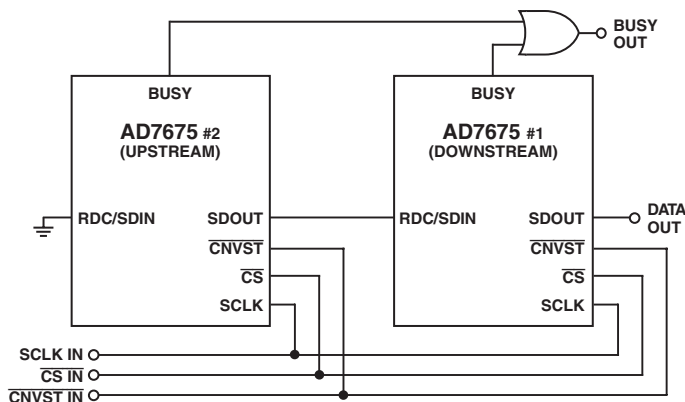 BUSY
OUT
BUSY
BUSY
AD7675 #2
(UPSTREAM)
AD7675 #1
(DOWNSTREAM)
RDC/SDIN
SDOUT
RDC/SDIN
SDOUT
DATA
OUT
CNVST
CNVST
CS
CS
SCLK
SCLK
SCLK IN
CS IN
CNVST IN